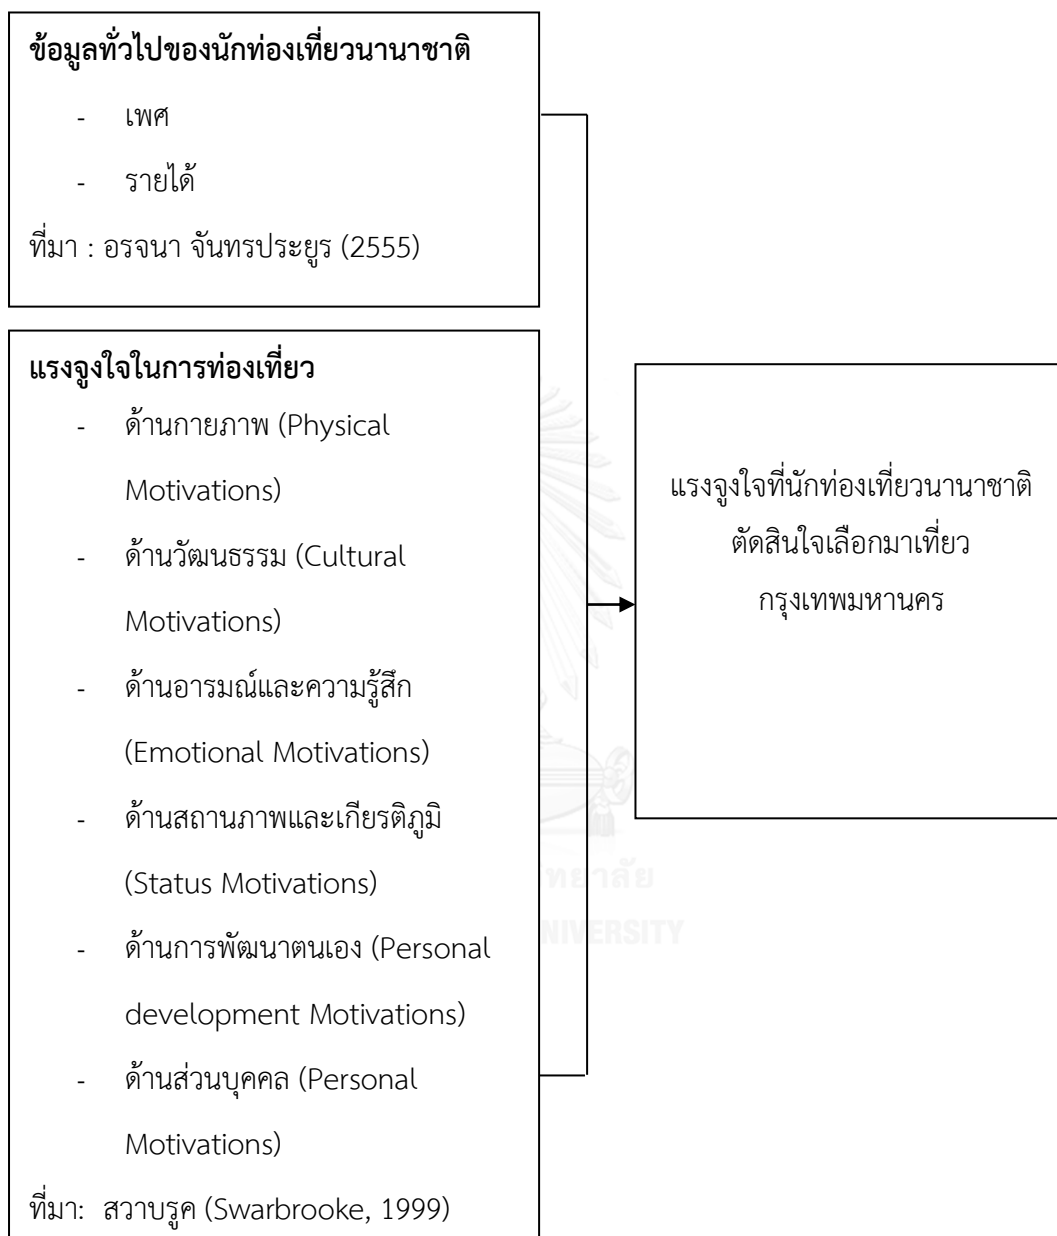 ข้อมูลทั่วไปของนักท่องเที่ยวนานาชาติ
- เพศ
- รายได้
ที่มา : อรจนา จันทรประยูร (2555)
แรงจูงใจในการท่องเที่ยว
- ด้านกายภาพ (Physical
Motivations)
- ด้านวัฒนธรรม (Cultural
Motivations)
- ด้านอารมณ์และความรู้สึก
(Emotional Motivations)
- ด้านสถานภาพและเกียรติภูมิ
(Status Motivations)
- ด้านการพัฒนาตนเอง (Personal
development Motivations)
- ด้านส่วนบุคคล (Personal
Motivations)
ที่มา: สวาบรูค (Swarbrooke, 1999)
แรงจูงใจที่นักท่องเที่ยวนานาชาติ
ตัดสินใจเลือกมาเที่ยว
กรุงเทพมหานคร
ทยาลัย
NIVERSITY